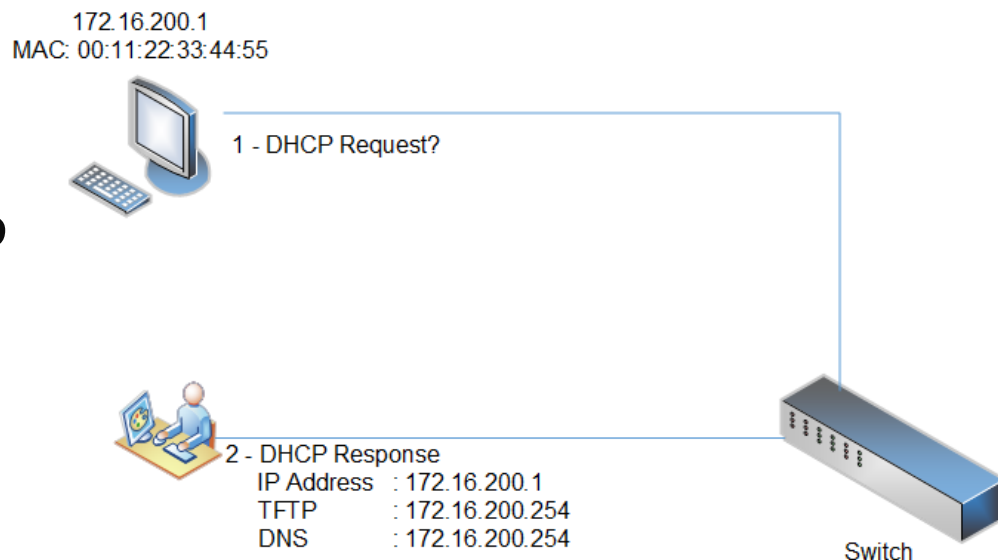 172.16.200.1
MAC: 00:11:22:33:44:55
1 - DHCP Request?
2 - DHCP Response
IP Address : 172.16.200.1
TFTP : 172.16.200.254
DNS : 172.16.200.254
Switch